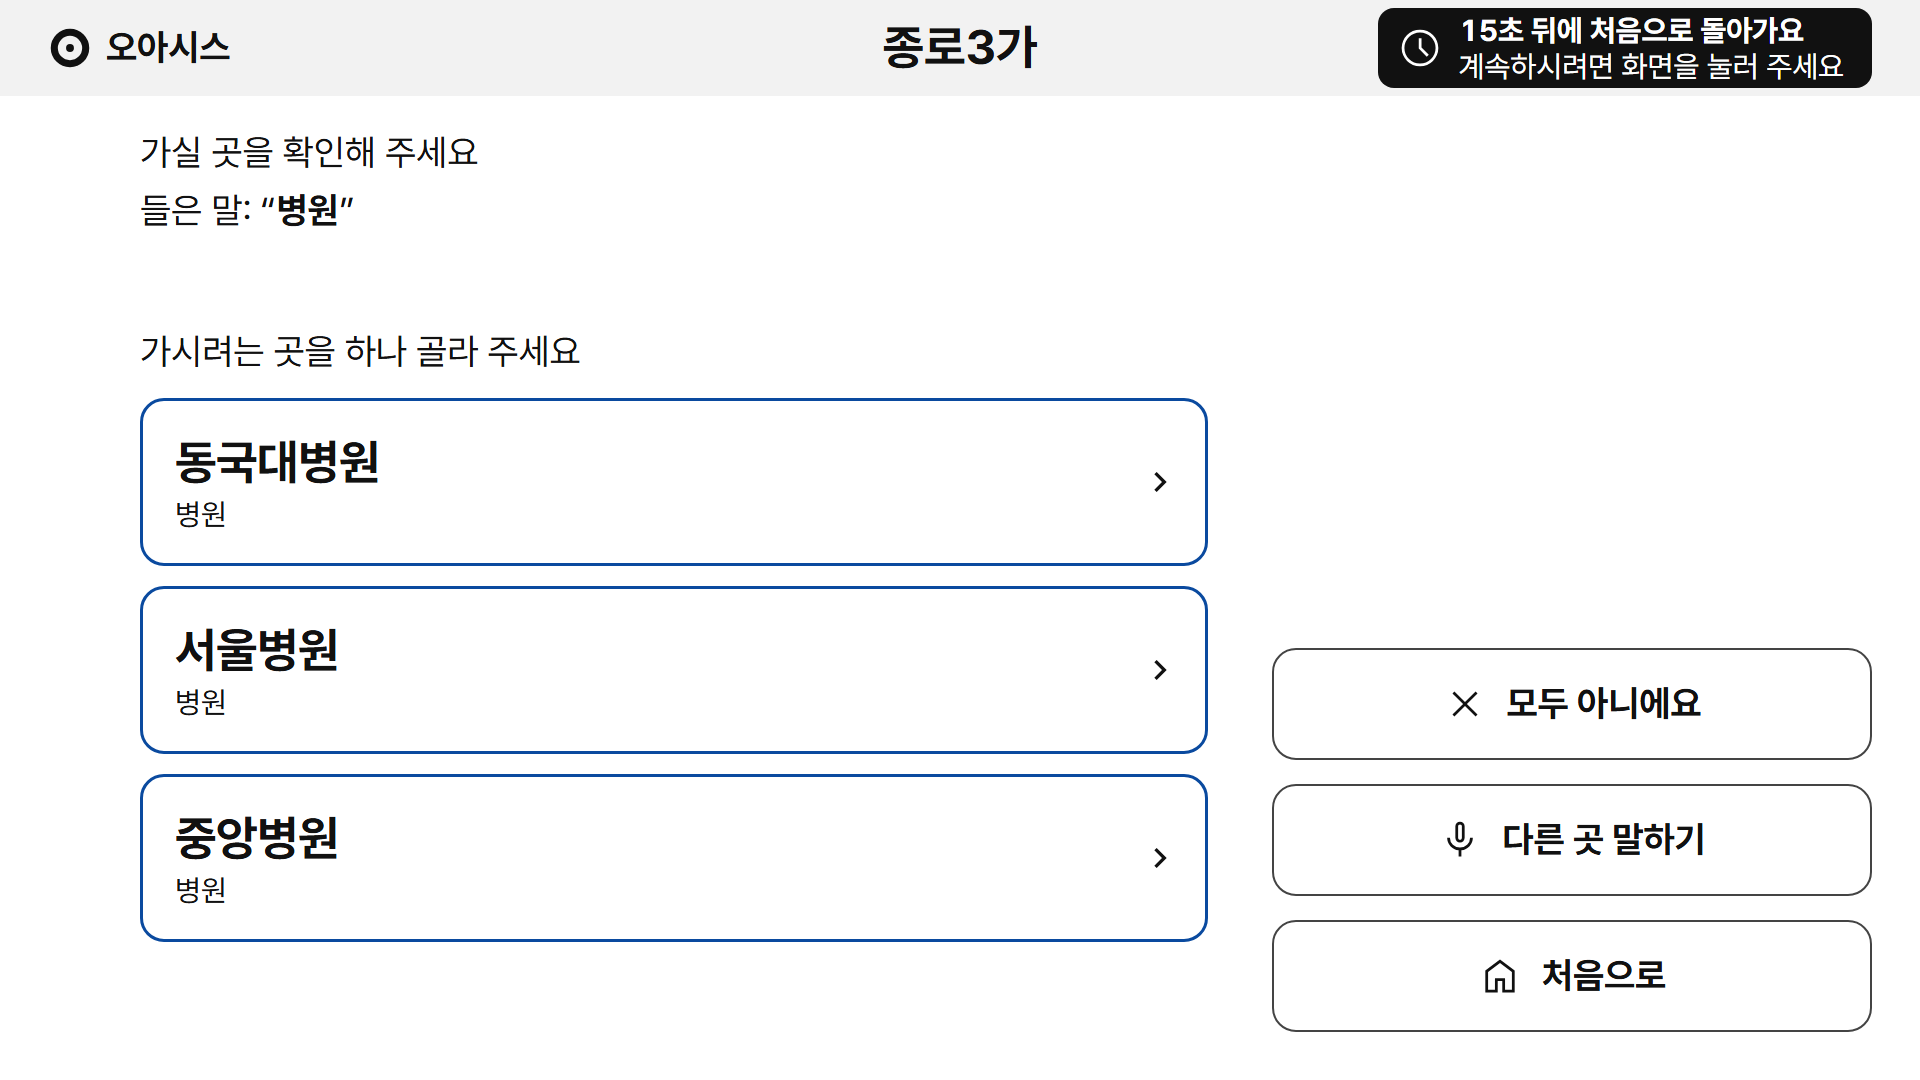 오아시스
종로3가
15초 뒤에 처음으로 돌아가요
계속하시려면 화면을 눌러 주세요
가실 곳을 확인해 주세요
들은 말: “병원”
가시려는 곳을 하나 골라 주세요
동국대병원
병원
서울병원
병원
중앙병원
병원
모두 아니에요
다른 곳 말하기
처음으로